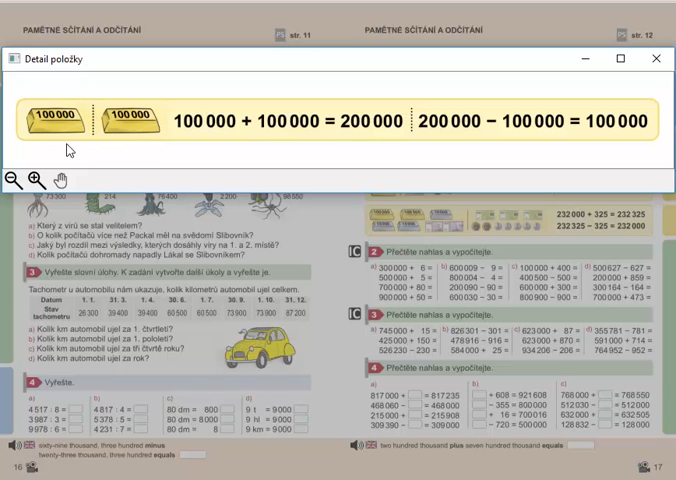 PAMĚTNÉ SČÍTÁNÍ A ODČÍTÁNÍ
PS str. 11
PAMĚTNÉ SČÍTÁNÍ A ODČÍTÁNÍ
PS str. 12
Detail položky
100 000 100 000 100 000 + 100 000 = 200 000 200 000 − 100 000 = 100 000
73 300 214 76 400 2 200 98 550
a) Který z virů se stal velitelem?
b) O kolik počítačů více než Packal měl na svědomí Slibovník?
c) Jaký byl rozdíl mezi výsledky, kterých dosáhly viry na 1. a 2. místě?
d) Kolik počítačů dohromady napadly Lákal se Slibovníkem?
3 Vyřešte slovní úlohy. K zadání vytvořte další úkoly a vyřešte je.
Tachometr u automobilu nám ukazuje, kolik kilometrů automobil ujel celkem.
Datum 1. 1. 31. 3. 1. 4. 30. 6. 1. 7. 30. 9. 1. 10. 31. 12.
Stav tachometru 26 300 39 400 39 400 60 500 60 500 73 900 73 900 87 200
a) Kolik km automobil ujel za 1. čtvrtletí?
b) Kolik km automobil ujel za 1. pololetí?
c) Kolik km automobil ujel za tři čtvrtě roku?
d) Kolik km automobil ujel za rok?
4 Vyřešte.
a) b) c) d)
4 517 : 8 = 4 817 : 4 = 80 dm = 800 9 t = 9 000
3 987 : 3 = 5 378 : 5 = 80 dm = 8 000 9 hl = 9 000
9 978 : 6 = 4 231 : 7 = 80 dm = 8 9 km = 9 000
sixty-nine thousand, three hundred minus
twenty-three thousand, three hundred equals
16
232 000 + 325 = 232 325
232 325 − 325 = 232 000
2 Přečtěte nahlas a vypočítejte.
a) 300 000 + 6 = b) 600 009 − 9 = c) 100 000 + 400 = d) 500 627 − 627 =
500 000 + 5 = 800 004 − 4 = 400 500 − 500 = 200 000 + 859 =
700 000 + 80 = 200 090 − 90 = 600 000 + 300 = 300 164 − 164 =
900 000 + 50 = 600 030 − 30 = 800 900 − 900 = 700 000 + 473 =
3 Přečtěte nahlas a vypočítejte.
a) 745 000 + 15 = b) 826 301 − 301 = c) 623 000 + 87 = d) 355 781 − 781 =
425 000 + 150 = 478 916 − 916 = 623 000 + 870 = 591 000 + 714 =
526 230 − 230 = 584 000 + 25 = 934 206 − 206 = 764 952 − 952 =
4 Přečtěte nahlas a vypočítejte.
a) b) c)
817 000 + = 817 235 + 608 = 921 608 + = 768 550
468 060 − = 468 000 − 355 = 800 000 512 030 − = 512 000
215 000 + = 215 908 + 16 = 700 016 632 000 + = 632 505
309 390 − = 309 000 − 720 = 500 000 128 832 − = 128 000
two hundred thousand plus seven hundred thousand equals
17